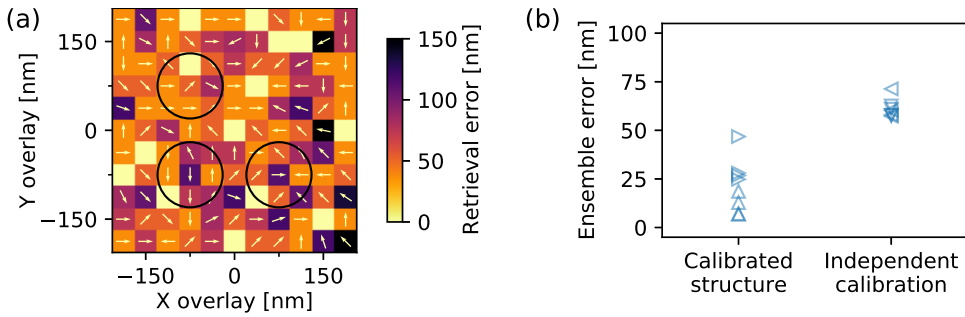 (a)
150
0
−150
Y overlay [nm]
−150
0
150
X overlay [nm]
150
100
50
0
Retrieval error [nm]
(b)
100
75
50
25
0
Ensemble error [nm]
Calibrated
structure
Independent
calibration